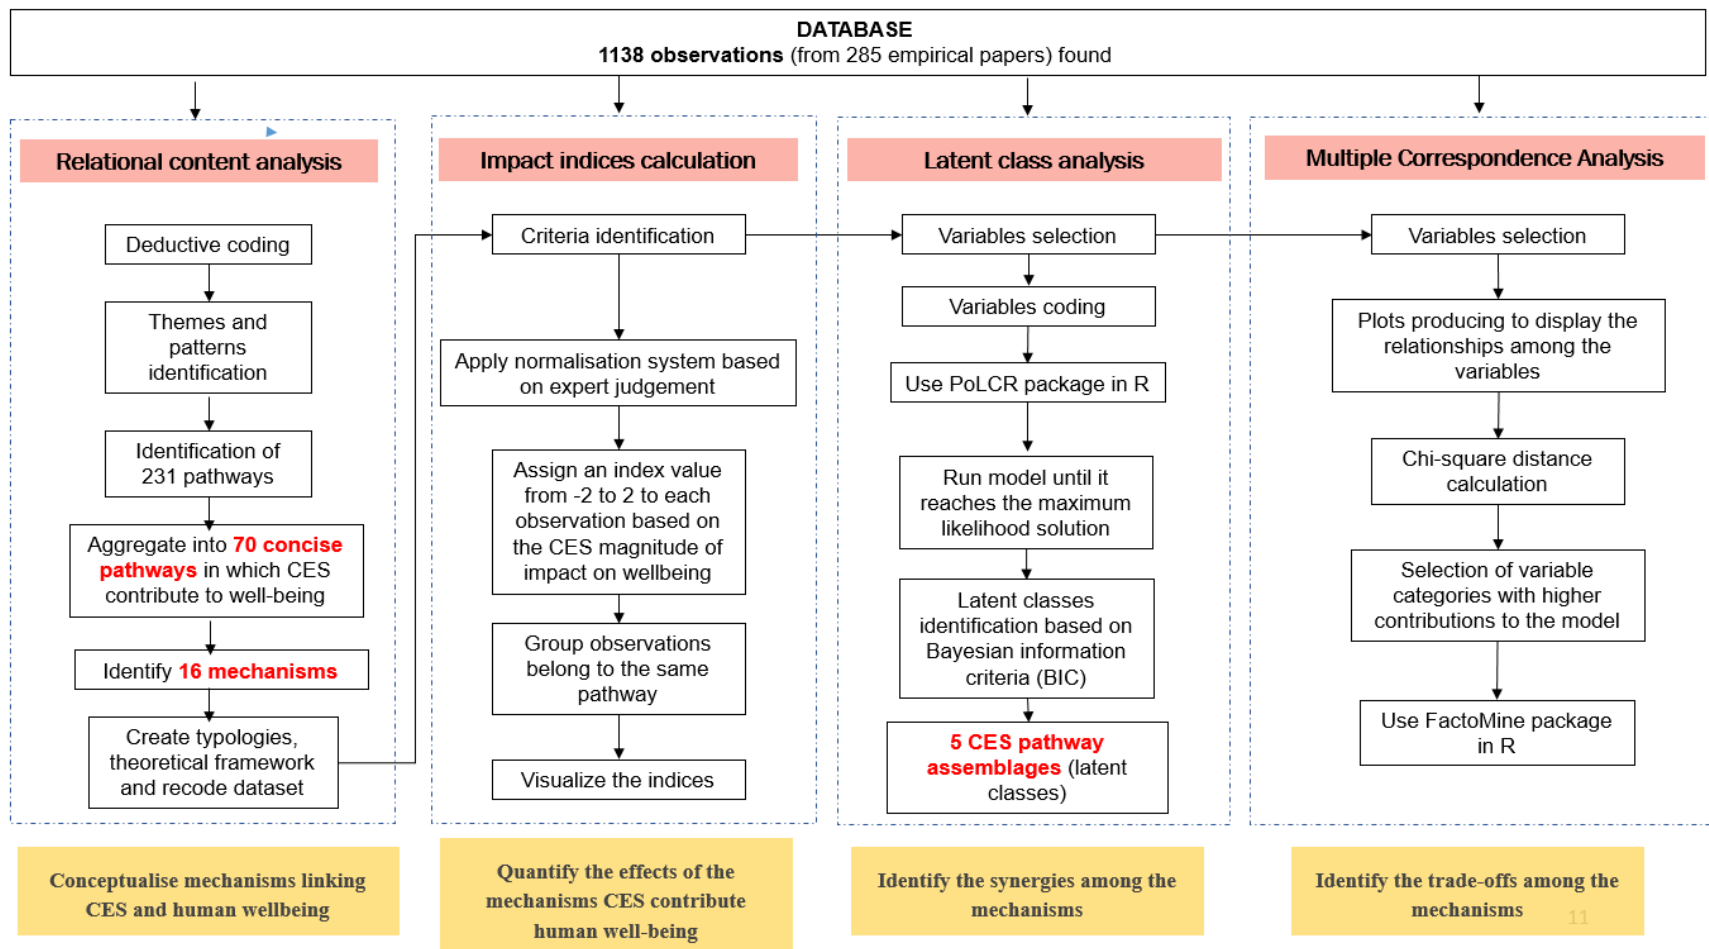 DATABASE
1138 observations (from 285 empirical papers) found
Relational content analysis
Deductive coding
Themes and
patterns
identification
Identification of
231 pathways
Aggregate into 70 concise
pathways in which CES
contribute to well-being
Identify 16 mechanisms
Create typologies,
theoretical framework
and recode dataset
Conceptualise mechanisms linking
CES and human wellbeing
Impact indices calculation
Criteria identification
Apply normalisation system based
on expert judgement
Assign an index value
from -2 to 2 to each
observation based on
the CES magnitude of
impact on wellbeing
Group observations
belong to the same
pathway
Visualize the indices
Quantify the effects of the
mechanisms CES contribute
human well-being
Latent class analysis
Variables selection
Variables coding
Use PoLCR package in R
Run model until it
reaches the maximum
likelihood solution
Latent classes
identification based on
Bayesian information
criteria (BIC)
5 CES pathway
assemblages (latent
classes)
Identify the synergies among the
mechanisms
Multiple Correspondence Analysis
Variables selection
Plots producing to display the
relationships among the
variables
Chi-square distance
calculation
Selection of variable
categories with higher
contributions to the model
Use FactoMine package
in R
Identify the trade-offs among the
mechanisms
11